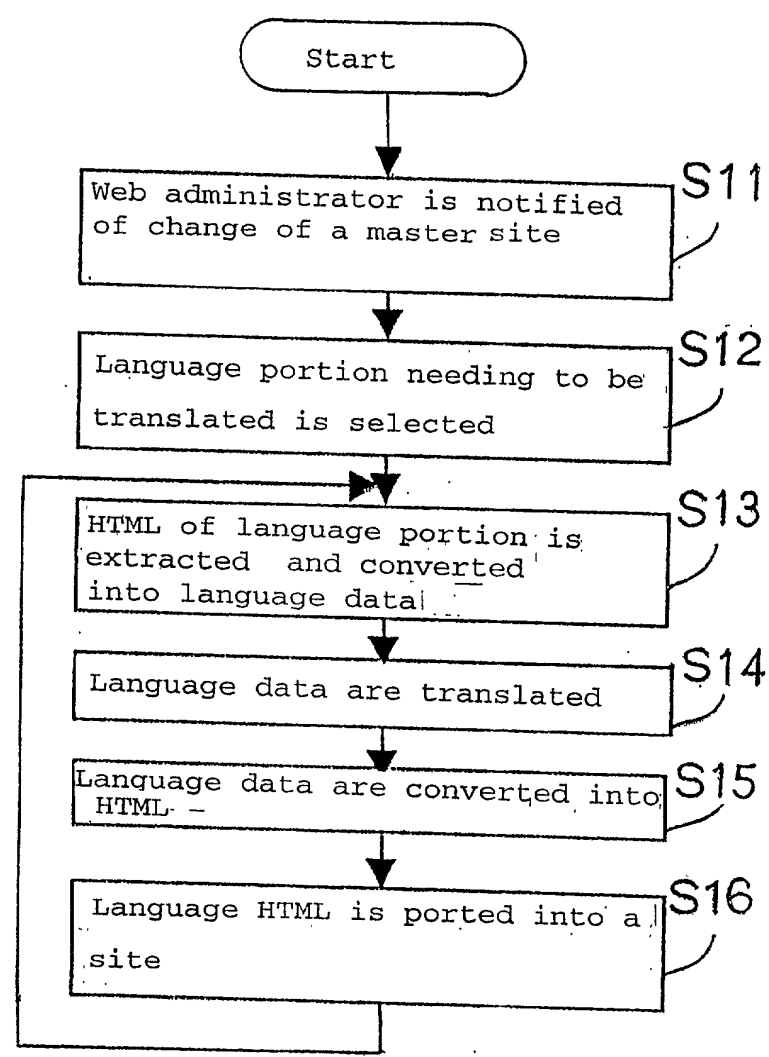 Start
S11
Web administrator is notified
of change of a master site
S12
Language portion needing to be
translated is selected
S13
HTML of language portion is
extracted and converted
into language data
S14
Language data are translated
S15
Language data are converted into
HTML
S16
Language HTML is ported into a
site